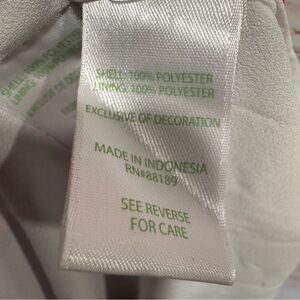 SHELL: 100% POLYESTER
LINING: 100% POLYESTER
EXCLUSIVE OF DECORATION
MADE IN INDONESIA
RN#88189
SEE REVERSE
FOR CARE